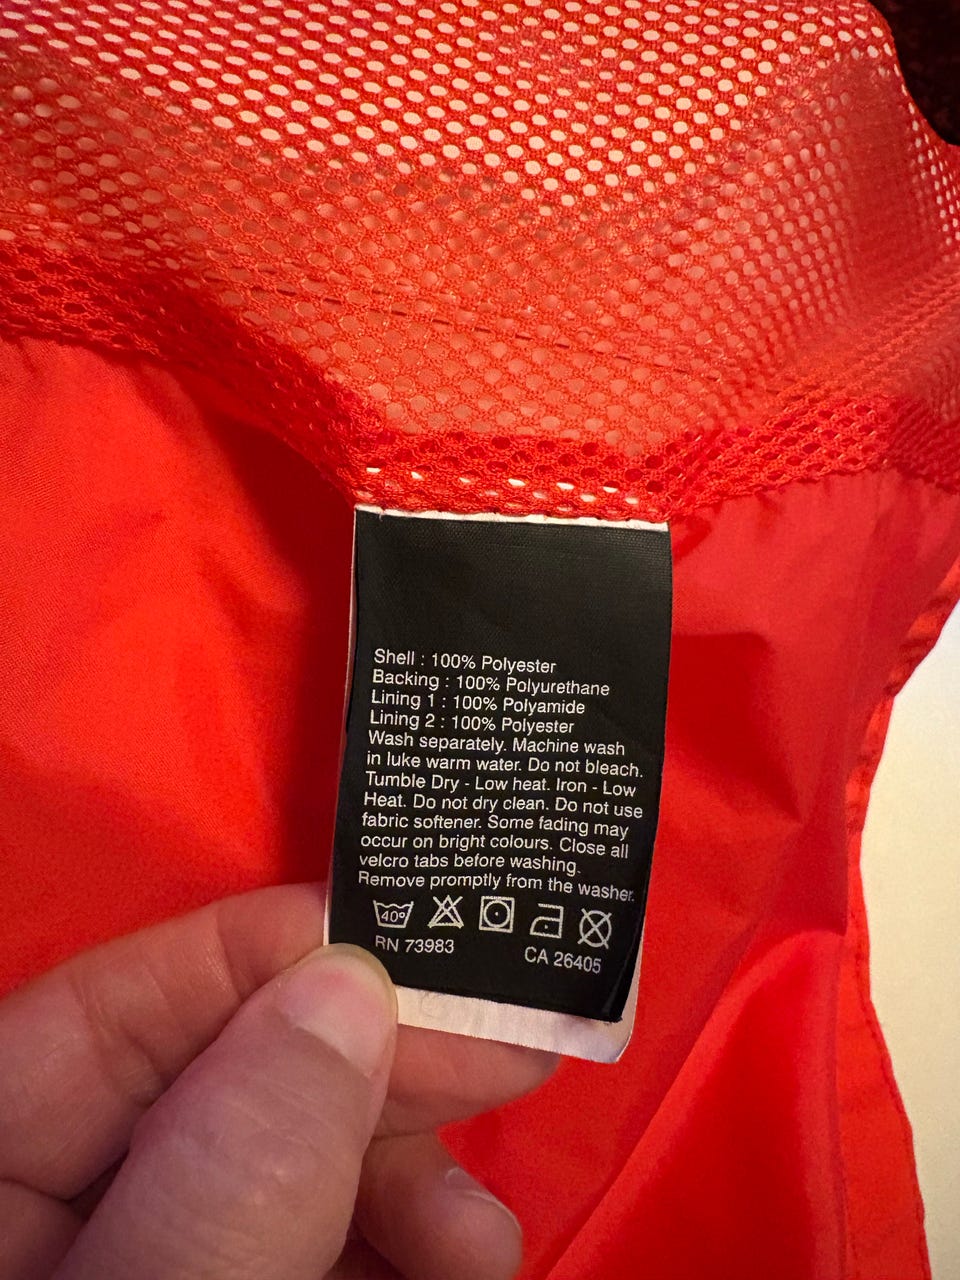 Shell : 100% Polyester
Backing : 100% Polyurethane
Lining 1 : 100% Polyamide
Lining 2 : 100% Polyester
Wash separately. Machine wash
in luke warm water. Do not bleach.
Tumble Dry - Low heat. Iron - Low
Heat. Do not dry clean. Do not use
fabric softener. Some fading may
occur on bright colours. Close all
velcro tabs before washing.
Remove promptly from the washer.
40°
RN 73983
CA 26405